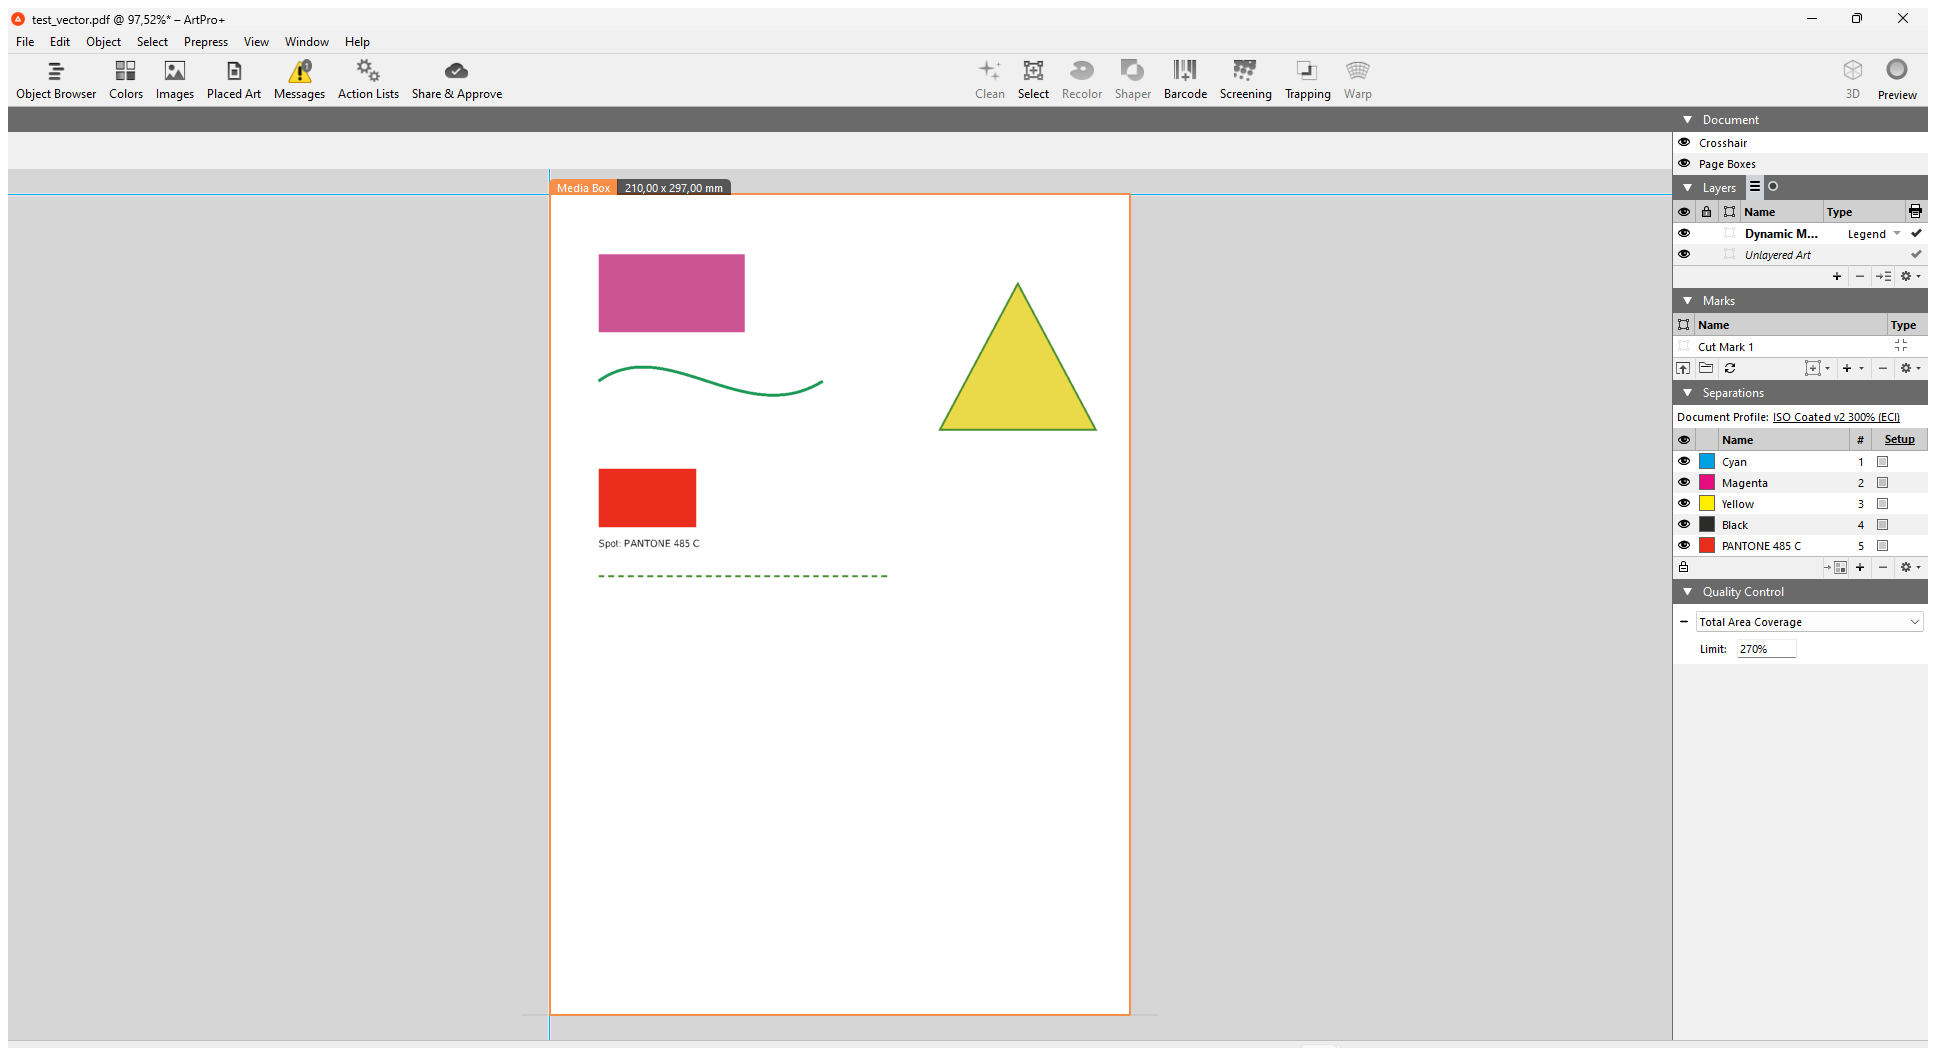 test_vector.pdf @ 97,52%* – ArtPro+
File Edit Object Select Prepress View Window Help
Object Browser Colors Images Placed Art Messages Action Lists Share & Approve Clean Select Recolor Shaper Barcode Screening Trapping Warp 3D Preview
Document
Crosshair
Page Boxes
Media Box 210,00 x 297,00 mm
Layers
Name Type
Dynamic M... Legend
Unlayered Art
Marks
Name Type
Cut Mark 1
Separations
Document Profile: ISO Coated v2 300% (ECI)
Name # Setup
Cyan 1
Magenta 2
Yellow 3
Black 4
PANTONE 485 C 5
Spot: PANTONE 485 C
Quality Control
Total Area Coverage
Limit: 270%